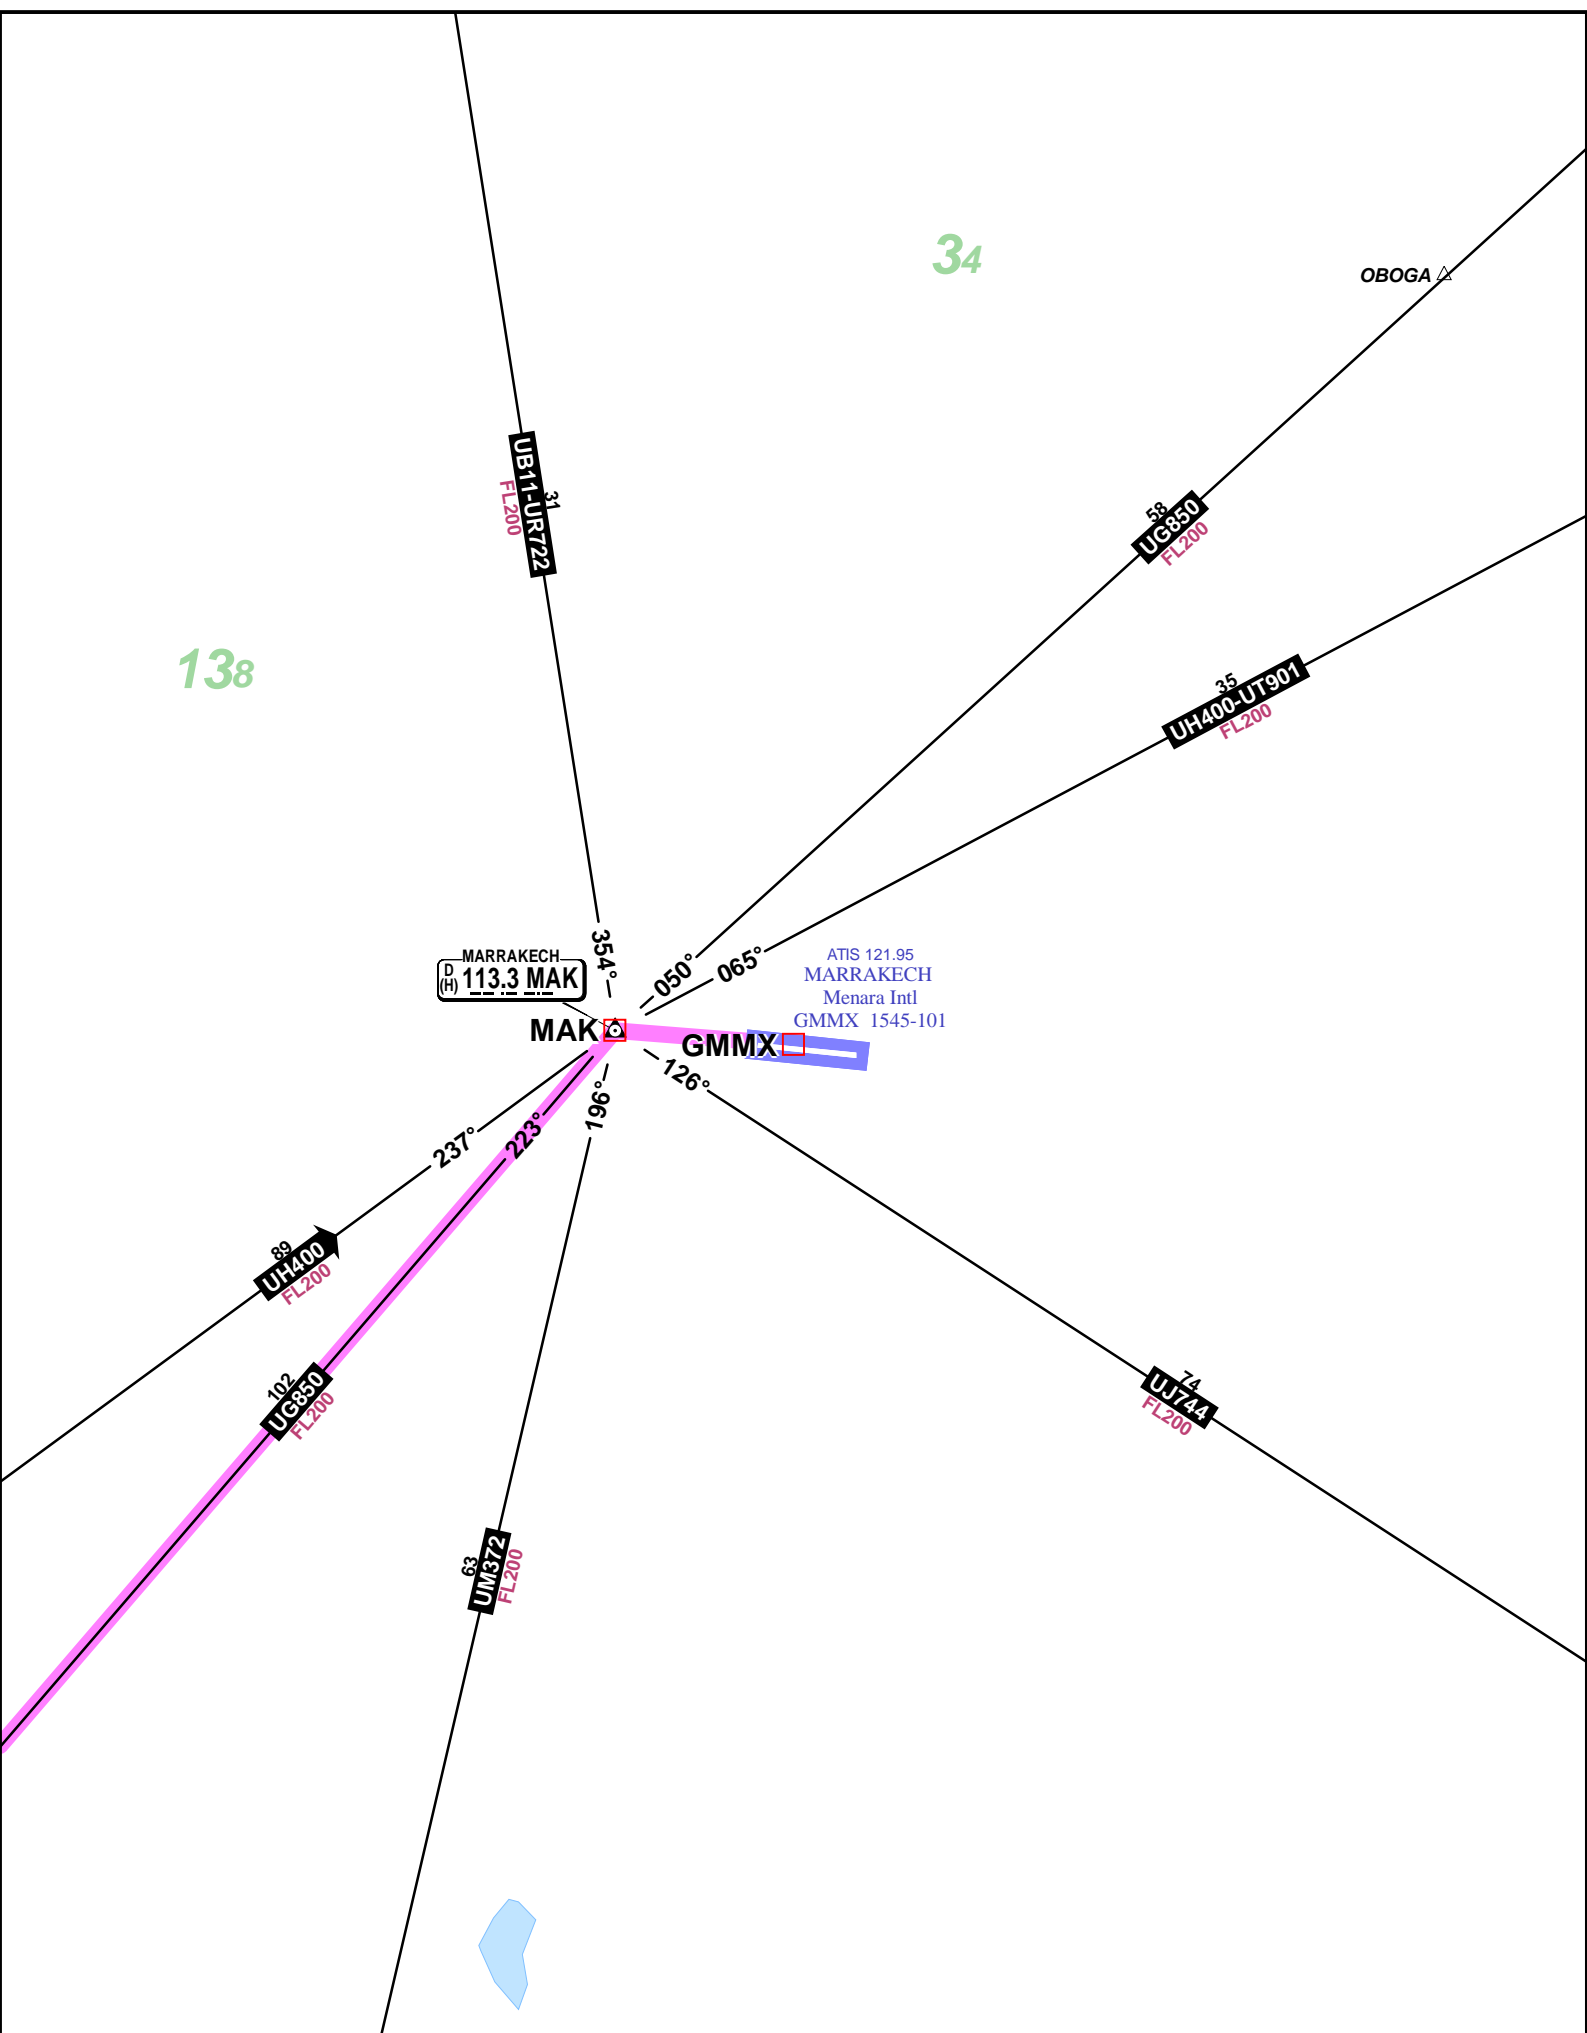 34
OBOGA
UB11-UR722
31
FL200
58
UG850
FL200
138
35
UH400-UT901
FL200
354°
050°
065°
MARRAKECH
D
(H)
113.3 MAK
ATIS 121.95
MARRAKECH
Menara Intl
GMMX 1545-101
MAK
GMMX
126°
196°
223°
237°
89
UH400
FL200
102
UG850
FL200
74
UJ744
FL200
63
UM372
FL200